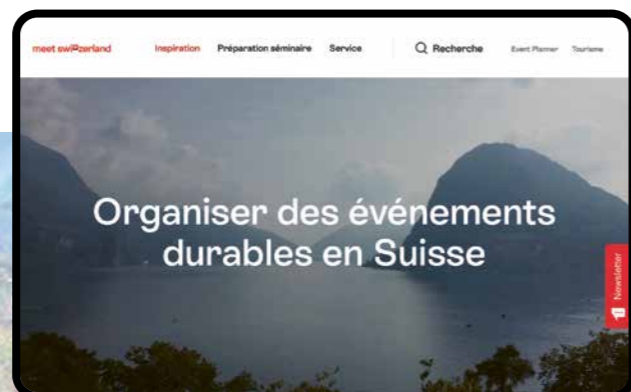 meet switzerland Inspiration Préparation séminaire Service Recherche Event Planner Tourisme
Organiser des événements
durables en Suisse
Newsletter